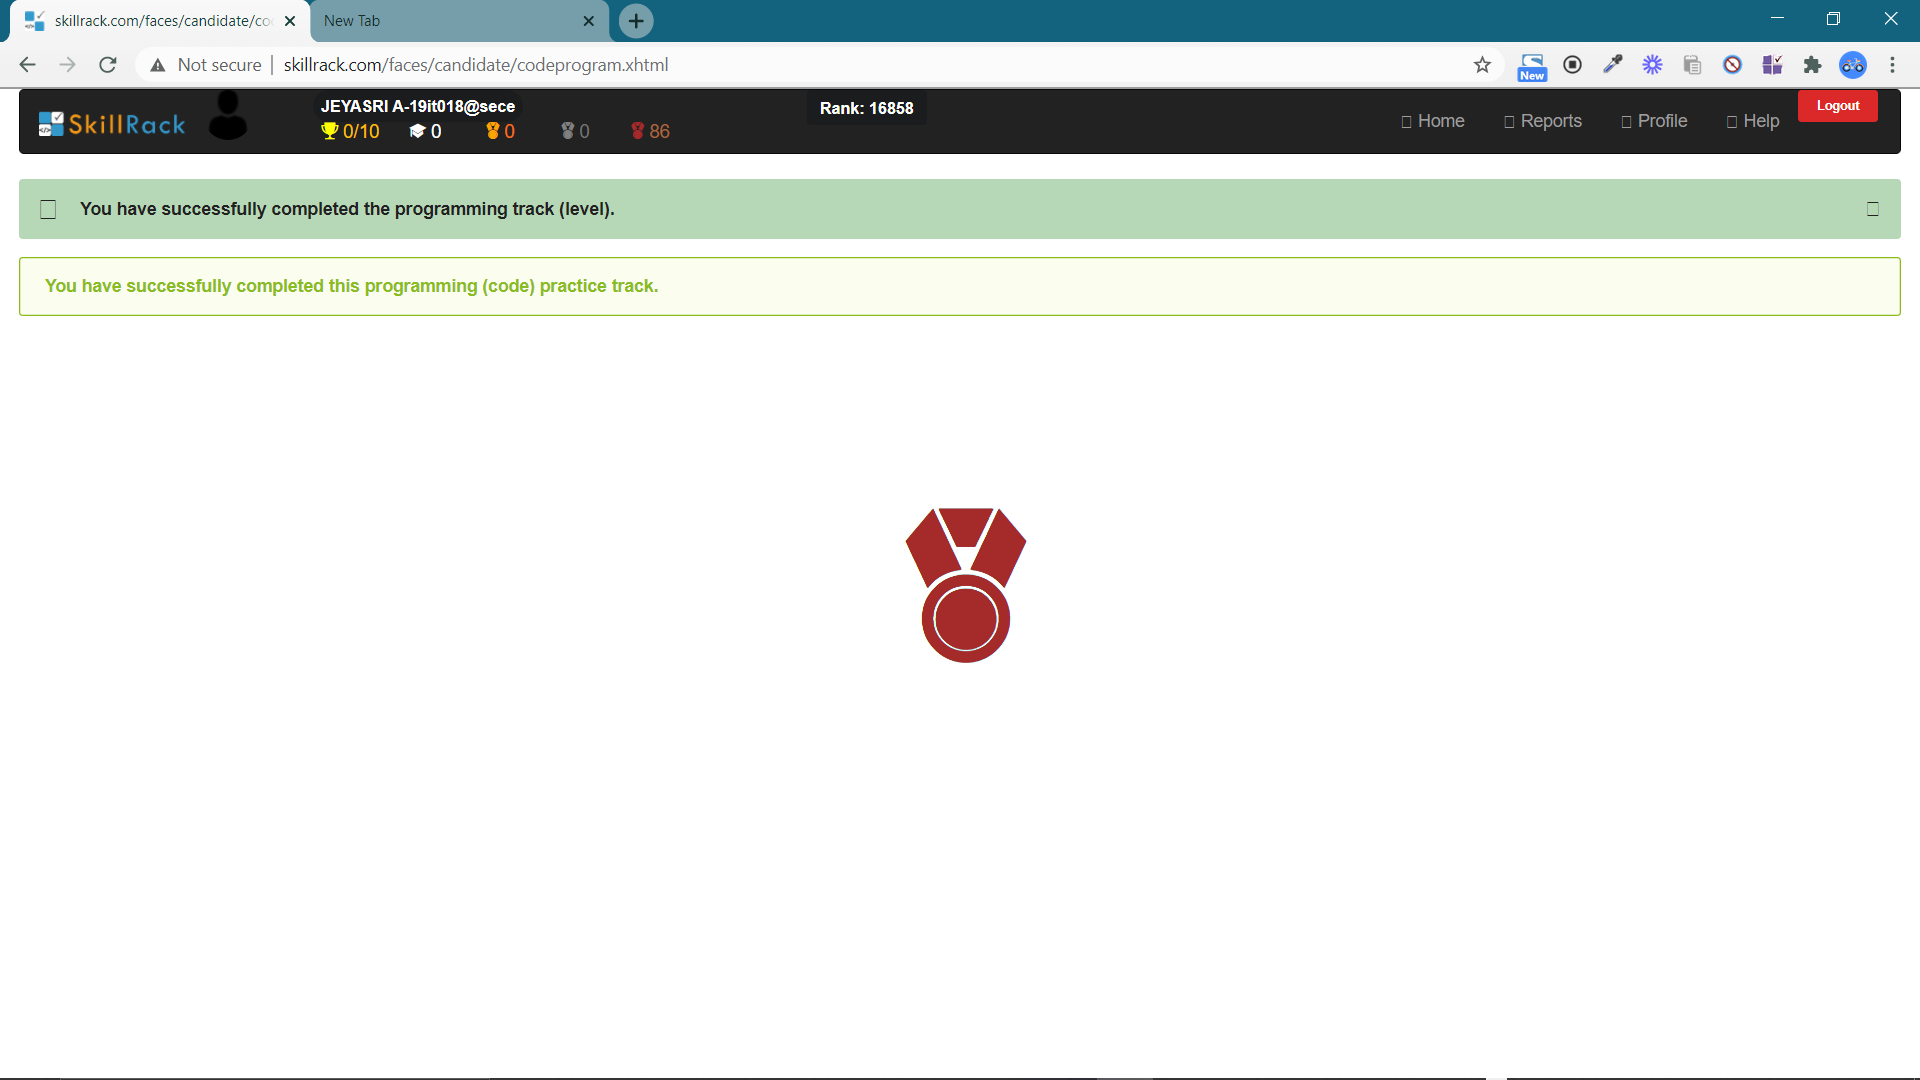 skillrack.com/faces/candidate/co
New Tab
Not secure
skillrack.com/faces/candidate/codeprogram.xhtml
New
SkillRack
JEYASRI A-19it018@sece
0/10 0 0 0 86
Rank: 16858
Home Reports Profile Help
Logout
You have successfully completed the programming track (level).
You have successfully completed this programming (code) practice track.